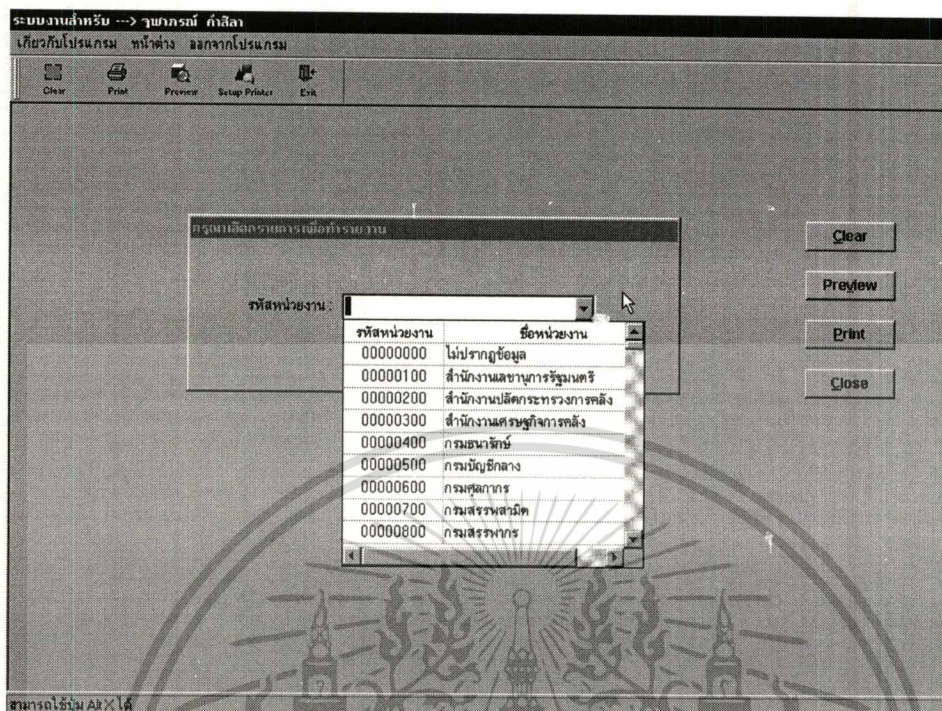 ระบบงานสำหรับ ---> จุฬาภรณ์ กำสีลา
เกี่ยวกับโปรแกรม หน้าต่าง ออกจากโปรแกรม
Clear Print Preview Setup Printer Exit
กรุณาเลือกรายการเพื่อทำรายงาน
Clear
Preview
รหัสหน่วยงาน :
Print
รหัสหน่วยงาน ชื่อหน่วยงาน
00000000 ไม่ปรากฏข้อมูล
00000100 สำนักงานเลขานุการรัฐมนตรี
Close
00000200 สำนักงานปลัดกระทรวงการคลัง
00000300 สำนักงานเศรษฐกิจการคลัง
00000400 กรมธนารักษ์
00000500 กรมบัญชีกลาง
00000600 กรมศุลกากร
00000700 กรมสรรพสามิต
00000800 กรมสรรพากร
สามารถใช้ปุ่ม Alt X ได้